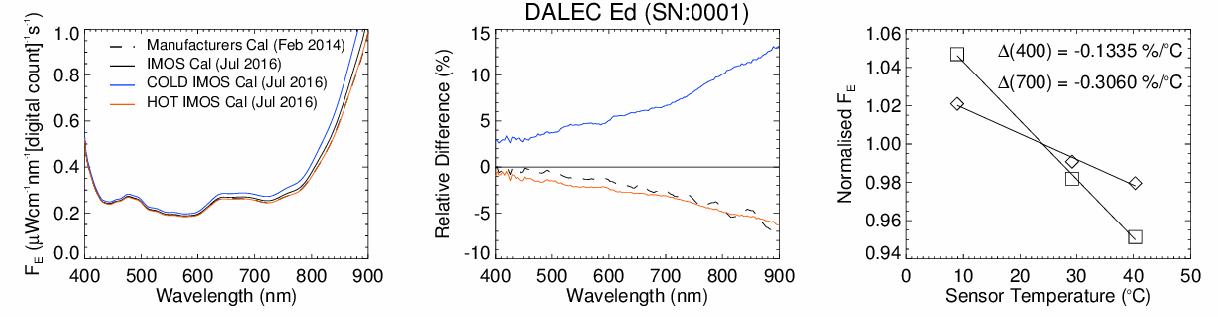 DALEC Ed (SN:0001)
F_E (µWcm⁻¹nm⁻¹[digital count]⁻¹s¹)
1.0
0.8
0.6
0.4
0.2
0.0
Manufacturers Cal (Feb 2014)
IMOS Cal (Jul 2016)
COLD IMOS Cal (Jul 2016)
HOT IMOS Cal (Jul 2016)
400 500 600 700 800 900
Wavelength (nm)
Relative Difference (%)
15
10
5
0
-5
-10
400 500 600 700 800 900
Wavelength (nm)
Normalised F_E
1.06
1.04
1.02
1.00
0.98
0.96
0.94
Δ(400) = -0.1335 %/°C
Δ(700) = -0.3060 %/°C
0 10 20 30 40 50
Sensor Temperature (°C)